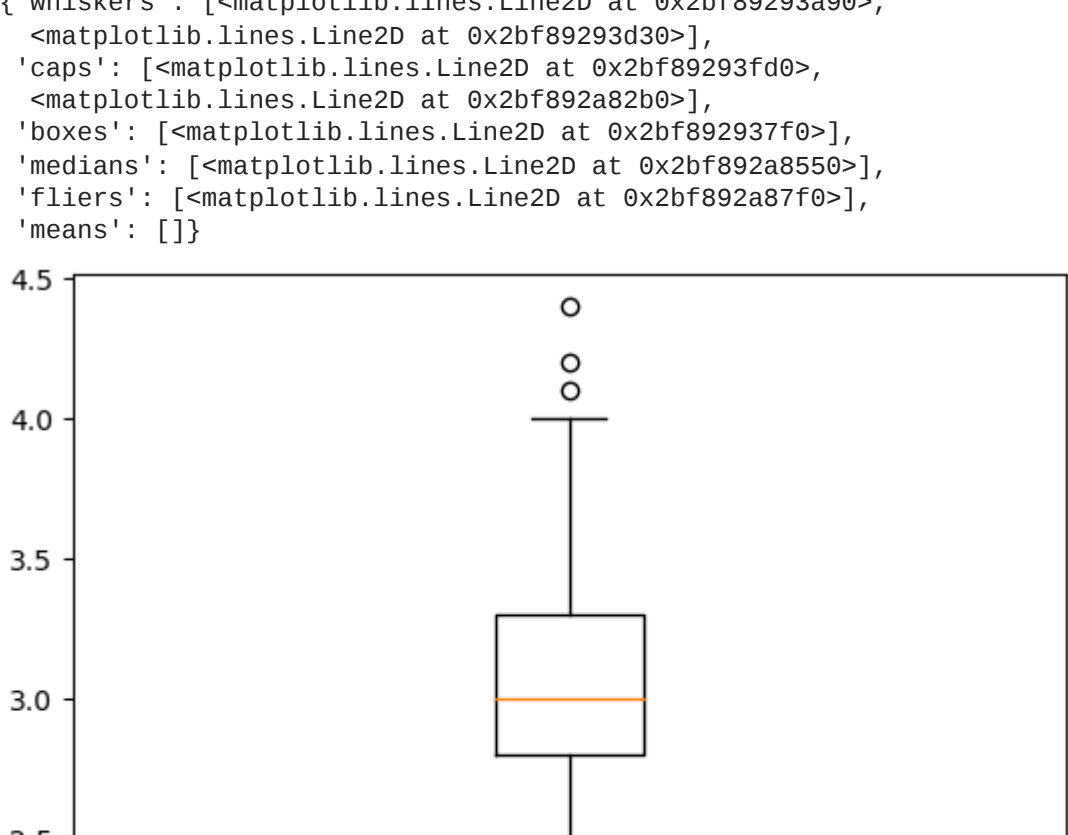 {'whiskers': [<matplotlib.lines.Line2D at 0x2bf89293a90>,
<matplotlib.lines.Line2D at 0x2bf89293d30>],
'caps': [<matplotlib.lines.Line2D at 0x2bf89293fd0>,
<matplotlib.lines.Line2D at 0x2bf892a82b0>],
'boxes': [<matplotlib.lines.Line2D at 0x2bf892937f0>],
'medians': [<matplotlib.lines.Line2D at 0x2bf892a8550>],
'fliers': [<matplotlib.lines.Line2D at 0x2bf892a87f0>],
'means': []}
4.5
4.0
3.5
3.0